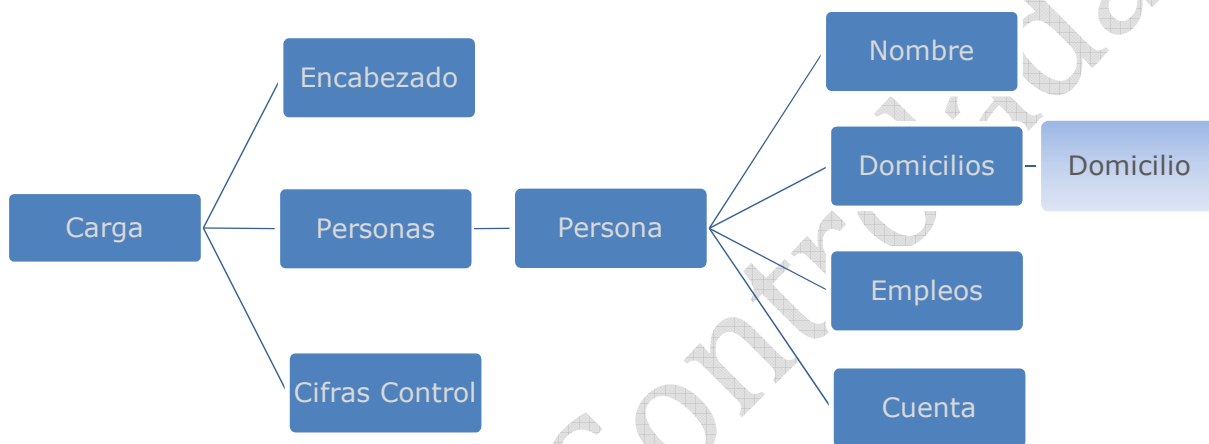 Encabezado
Carga
Personas
Cifras Control
Persona
Nombre
Domicilios
Domicilio
Empleos
Cuenta